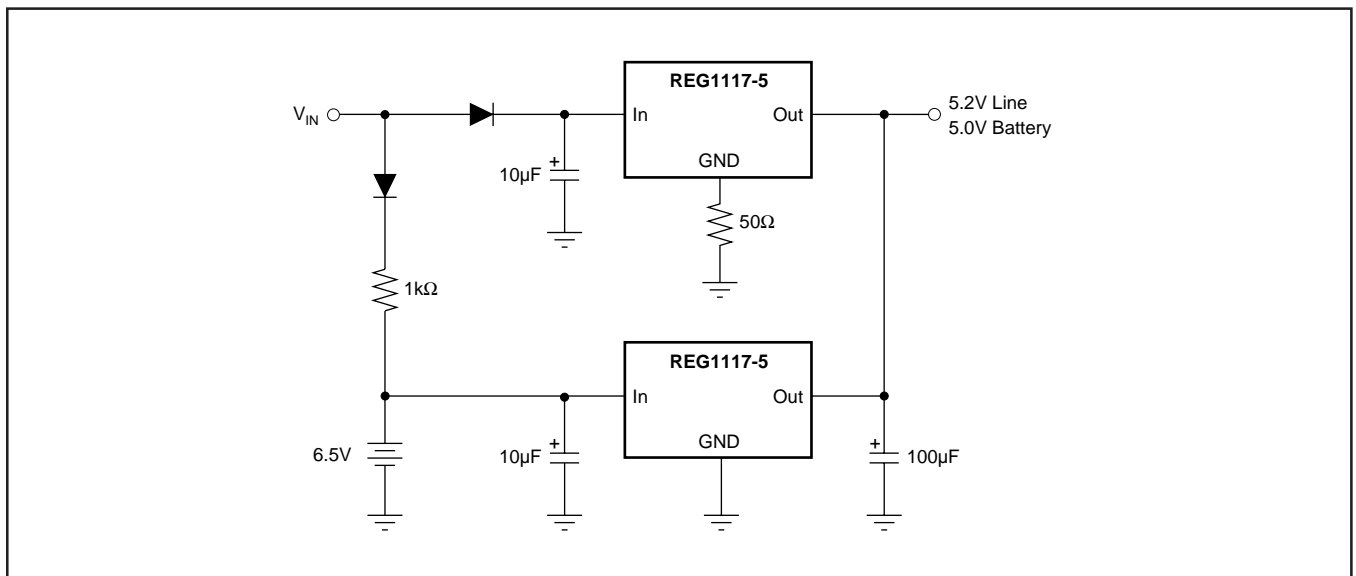 REG1117-5
V_IN
In
Out
5.2V Line
5.0V Battery
GND
10µF
+
50Ω
1kΩ
REG1117-5
In
Out
GND
6.5V
10µF
+
+
100µF